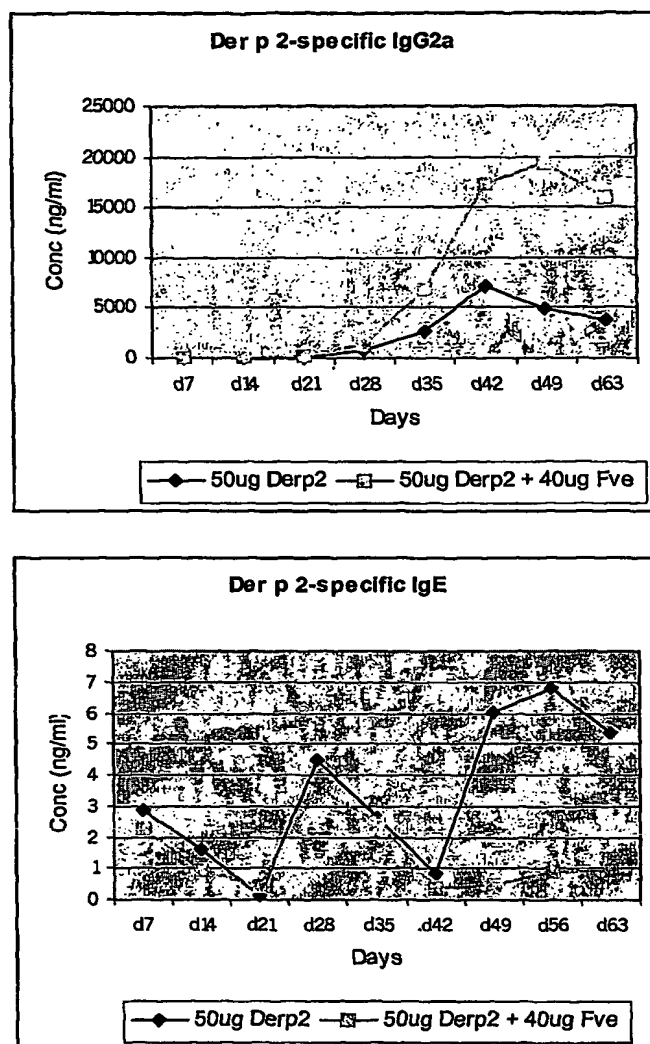 Der p 2-specific IgG2a
25000
20000
15000
10000
5000
0
Conc (ng/ml)
d7 d14 d21 d28 d35 d42 d49 d63
Days
50ug Derp2 50ug Derp2 + 40ug Fve
Der p 2-specific IgE
8
7
6
5
4
3
2
1
0
Conc (ng/ml)
d7 d14 d21 d28 d35 .d42 d49 d56 d63
Days
50ug Derp2 50ug Derp2 + 40ug Fve